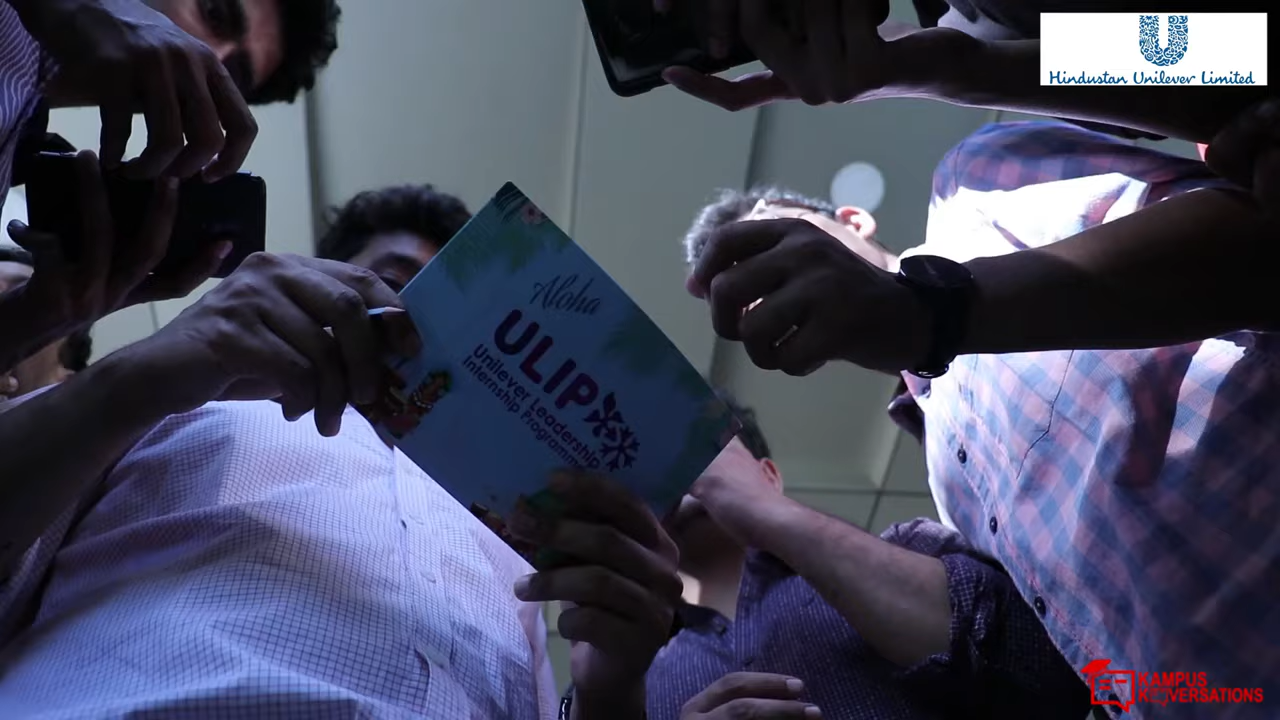 Hindustan Unilever Limited
Aloha
ULIP
Unilever Leadership
Internship Programme
KAMPUS
KONVERSATIONS